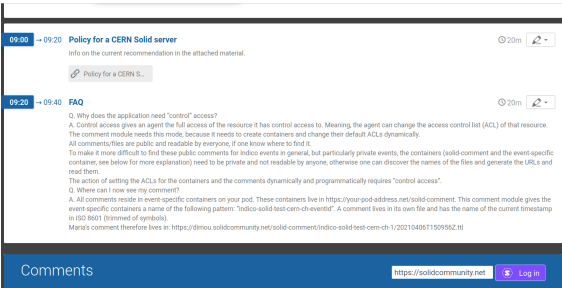 09:00 → 09:20 Policy for a CERN Solid server 20m
Info on the current recommendation in the attached material.
Policy for a CERN S...
09:20 → 09:40 FAQ 20m
Q. Why does the application need "control" access?
A. Control access gives an agent the full access of the resource it has control access to. Meaning, the agent can change the access control list (ACL) of that resource.
The comment module needs this mode, because it needs to create containers and change their default ACLs dynamically.
All comments/files are public and readable by everyone, if one know where to find it.
To make it more difficult to find these public comments for Indico events in general, but particularly private events, the containers (solid-comment and the event-specific
container, see below for more explanation) need to be private and not readable by anyone, otherwise one can discover the names of the files and generate the URLs and
read them.
The action of setting the ACLs for the containers and the comments dynamically and programmatically requires "control access".
Q. Where can I now see my comment?
A. All comments reside in event-specific containers on your pod. These containers live in https://your-pod-address.net/solid-comment. This comment module gives the
event-specific containers a name of the following pattern: "indico-solid-test-cern-ch-eventid". A comment lives in its own file and has the name of the current timestamp
in ISO 8601 (trimmed of symbols).
Maria's comment therefore lives in: https://dimou.solidcommunity.net/solid-comment/indico-solid-test-cern-ch-1/20210406T150956Z.ttl
Comments https://solidcommunity.net Log in